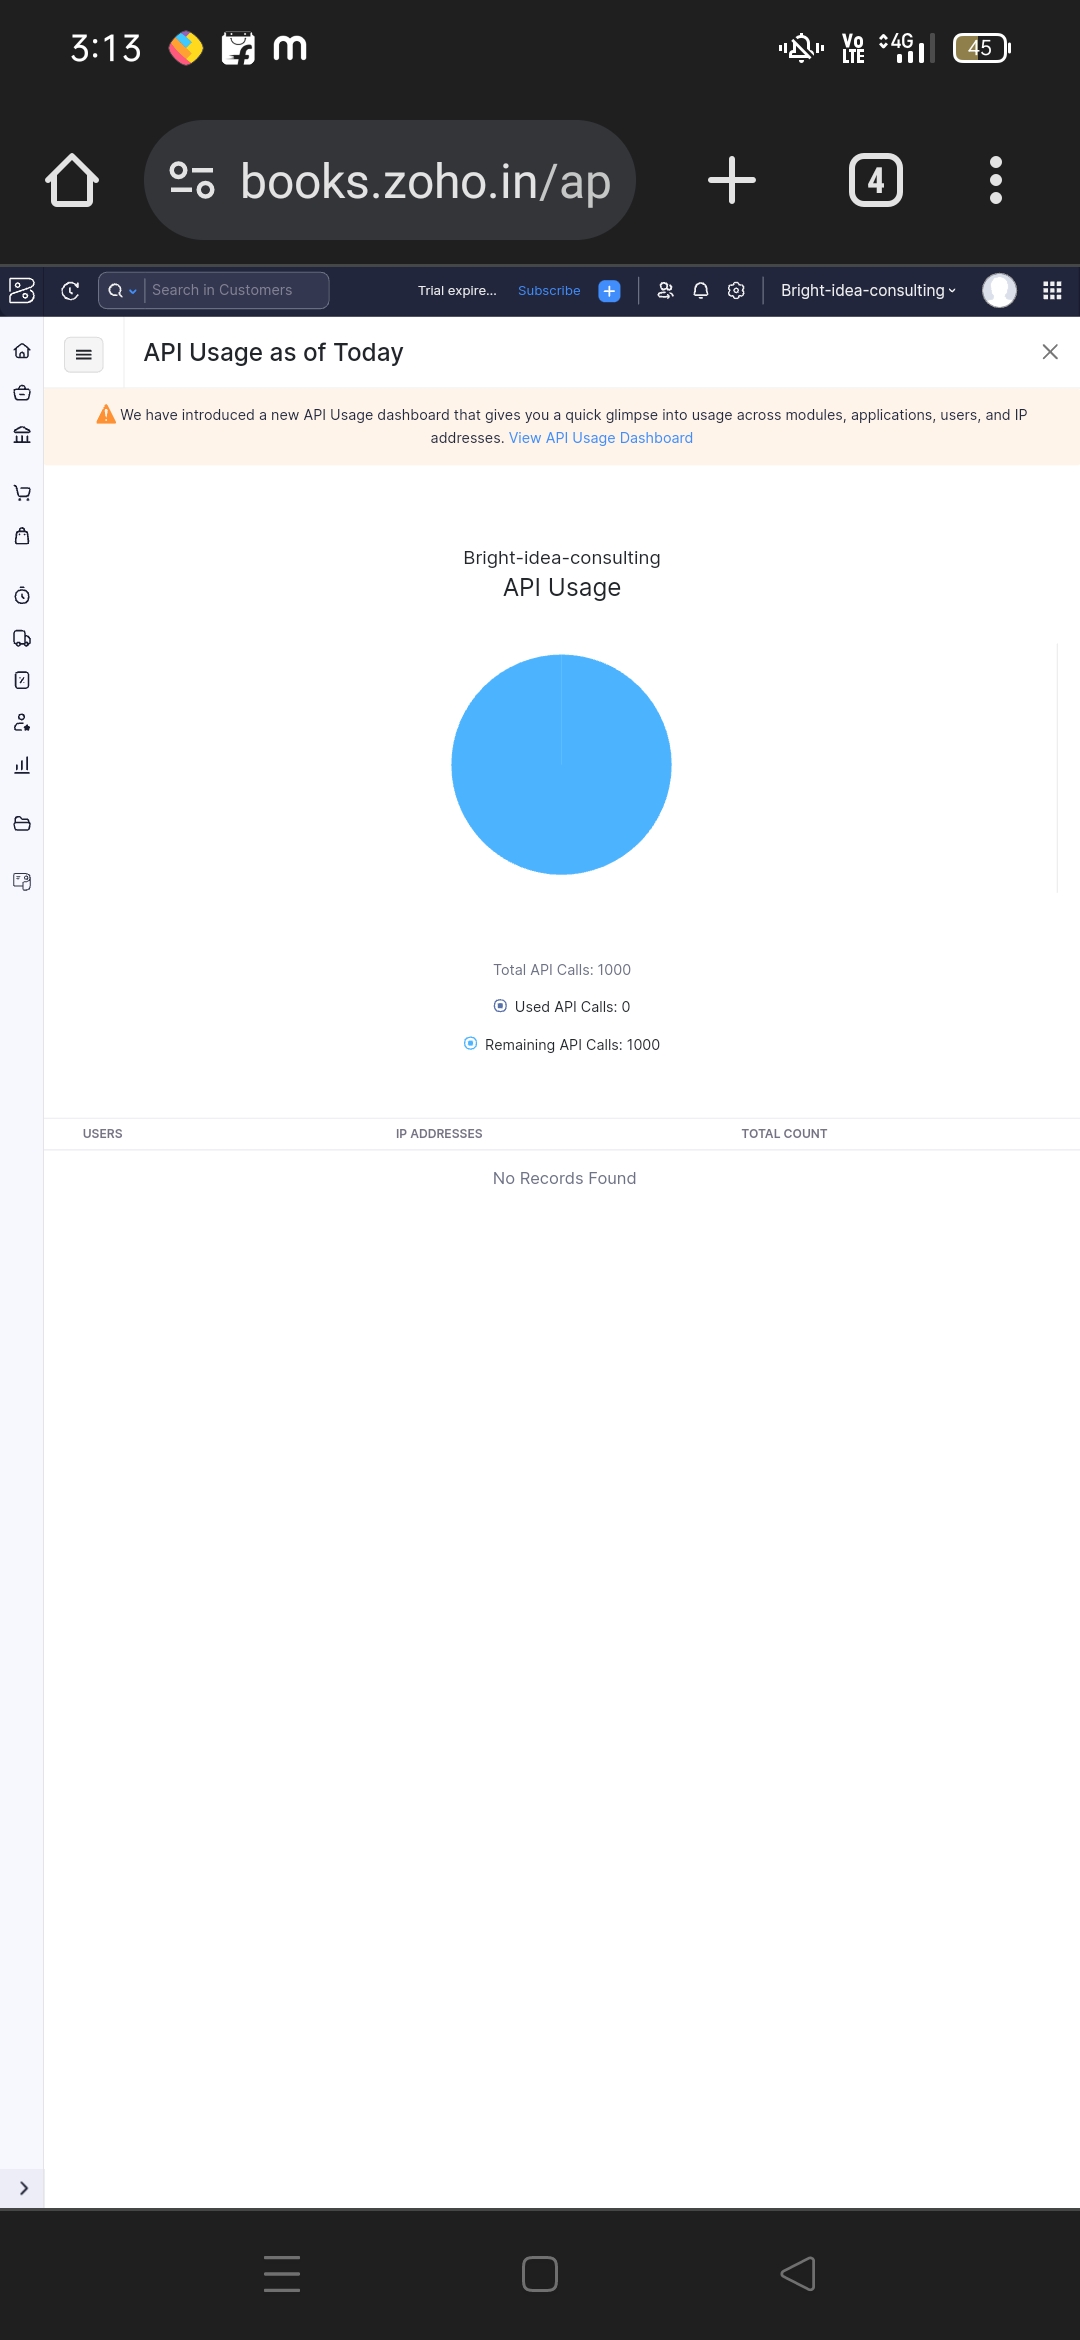 3:13
m
Vo
LTE
4G
45
books.zoho.in/ap
4
Search in Customers
Trial expire...
Subscribe
Bright-idea-consulting
API Usage as of Today
We have introduced a new API Usage dashboard that gives you a quick glimpse into usage across modules, applications, users, and IP
addresses. View API Usage Dashboard
Bright-idea-consulting
API Usage
Total API Calls: 1000
Used API Calls: 0
Remaining API Calls: 1000
USERS
IP ADDRESSES
TOTAL COUNT
No Records Found